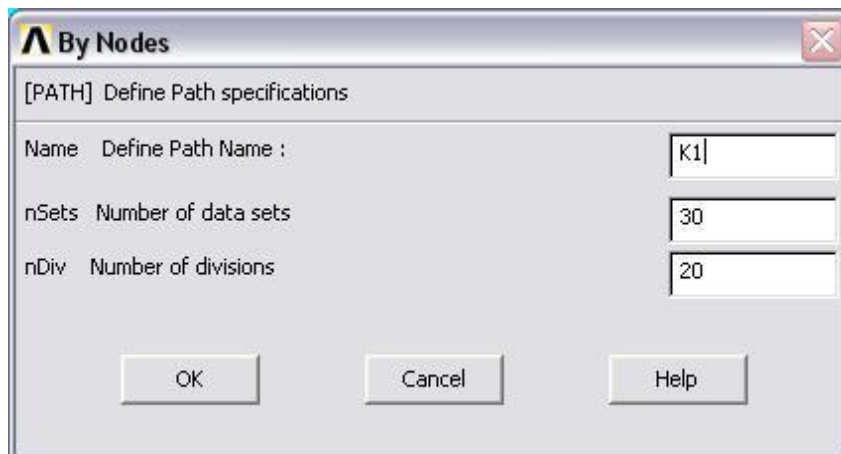 By Nodes
[PATH] Define Path specifications
Name Define Path Name :
K1
nSets Number of data sets
30
nDiv Number of divisions
20
OK Cancel Help